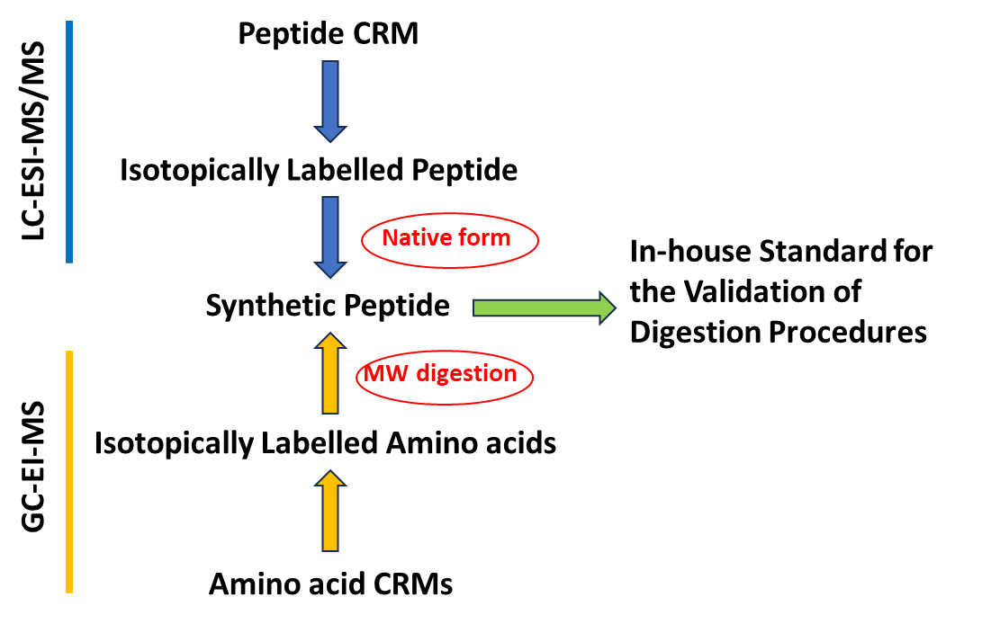 LC-ESI-MS/MS
Peptide CRM
Isotopically Labelled Peptide
Native form
Synthetic Peptide
In-house Standard for
the Validation of
Digestion Procedures
GC-EI-MS
MW digestion
Isotopically Labelled Amino acids
Amino acid CRMs